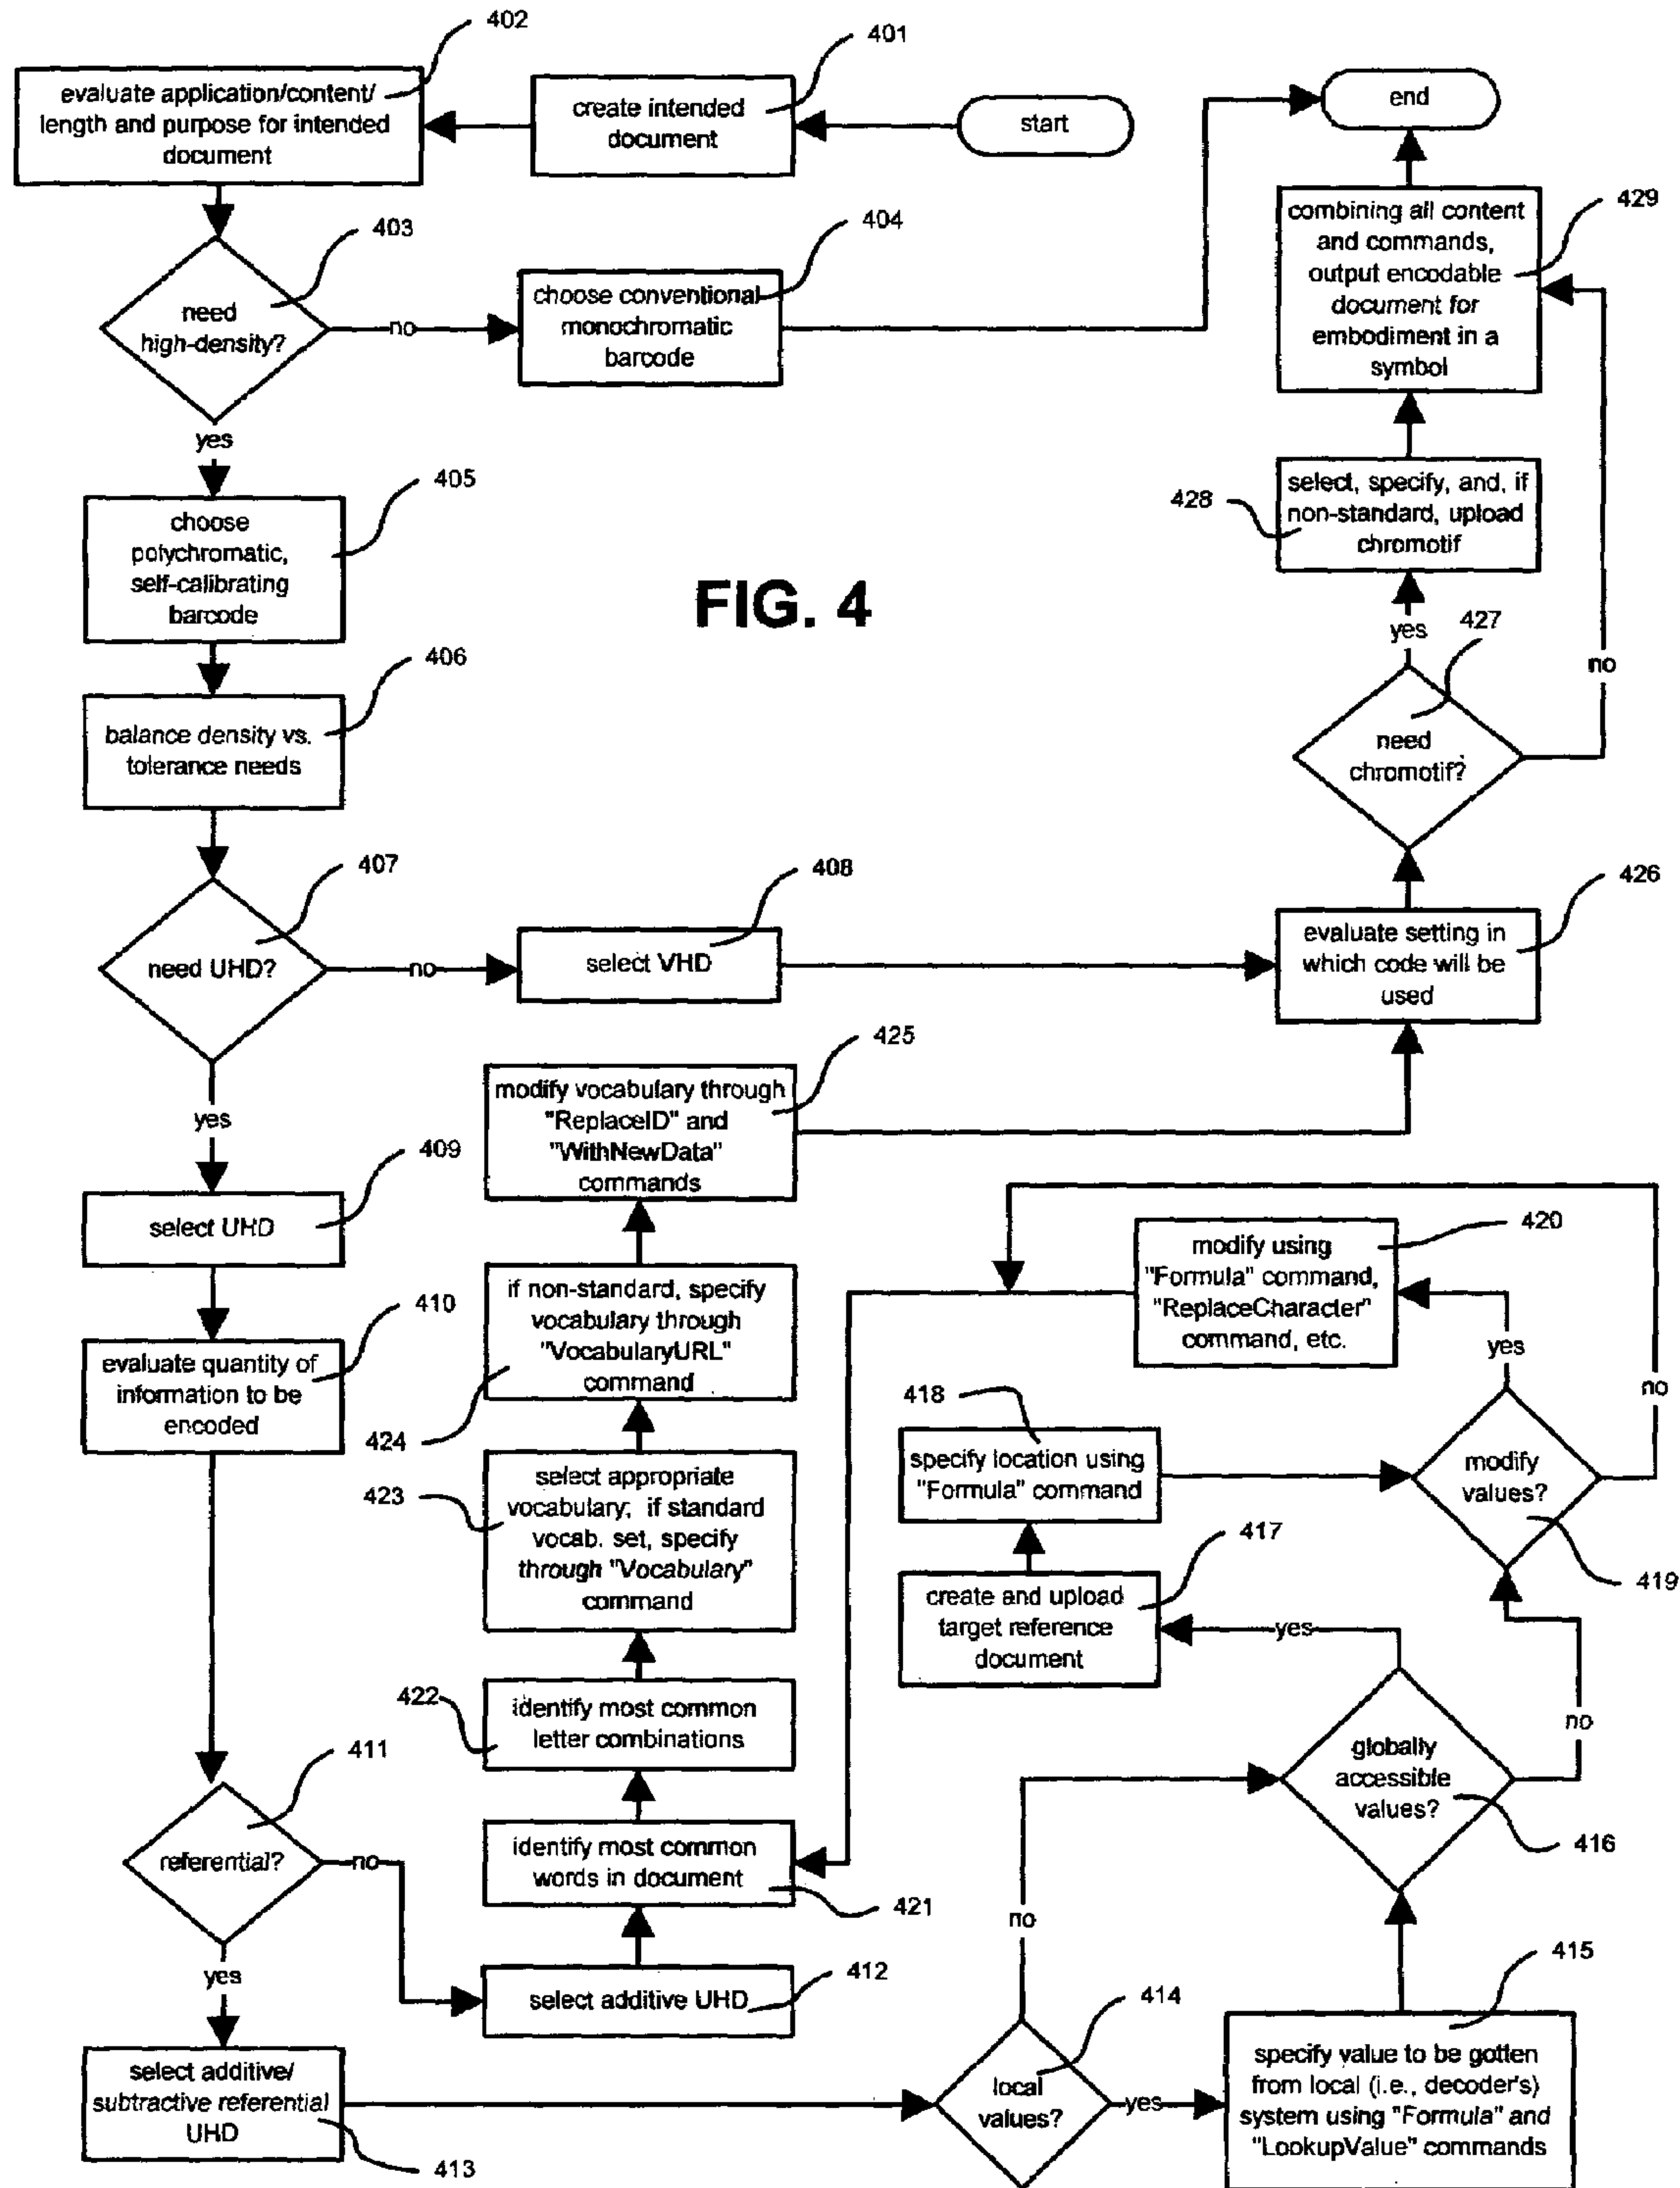 402
401
evaluate application/content/
length and purpose for intended
document
create intended
document
start
end
403
need
high-density?
no
404
choose conventional
monochromatic
barcode
429
combining all content
and commands,
output encodable
document for
embodiment in a
symbol
yes
405
choose
polychromatic,
self-calibrating
barcode
428
select, specify, and, if
non-standard, upload
chromotif
FIG. 4
yes
427
no
406
balance density vs.
tolerance needs
need
chromotif?
407
need UHD?
no
408
select VHD
426
evaluate setting in
which code will be
used
yes
425
modify vocabulary through
"ReplaceID" and
"WithNewData"
commands
409
select UHD
424
if non-standard, specify
vocabulary through
"VocabularyURL"
command
420
modify using
"Formula" command,
"ReplaceCharacter"
command, etc.
yes
no
410
evaluate quantity of
information to be
encoded
423
select appropriate
vocabulary; if standard
vocab. set, specify
through "Vocabulary"
command
418
specify location using
"Formula" command
modify
values?
419
417
create and upload
target reference
document
yes
no
422
identify most common
letter combinations
globally
accessible
values?
416
411
referential?
no
identify most common
words in document
421
no
yes
412
select additive UHD
414
local
values?
yes
415
specify value to be gotten
from local (i.e., decoder's)
system using "Formula" and
"LookupValue" commands
select additive/
subtractive referential
UHD
413